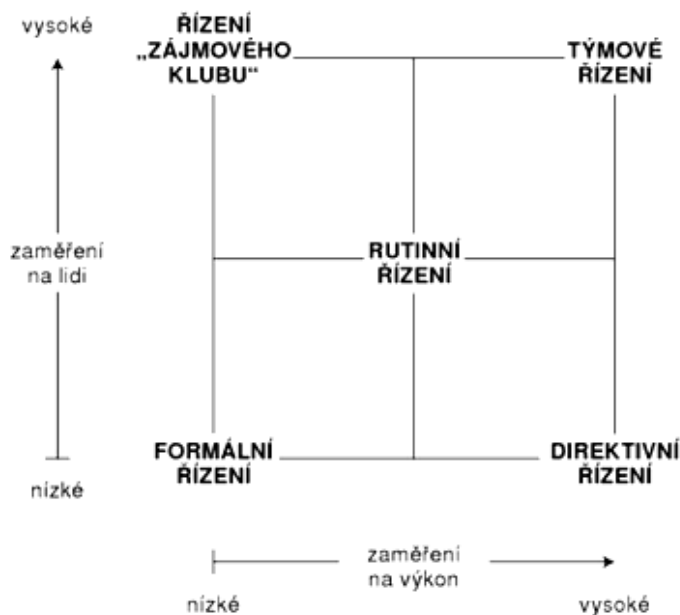 vysoké
ŘÍZENÍ
„ZÁJMOVÉHO
KLUBU“
TÝMOVÉ
ŘÍZENÍ
zaměření
na lidi
RUTINNÍ
ŘÍZENÍ
FORMÁLNÍ
ŘÍZENÍ
DIREKTIVNÍ
ŘÍZENÍ
nízké
zaměření
na výkon
nízké
vysoké